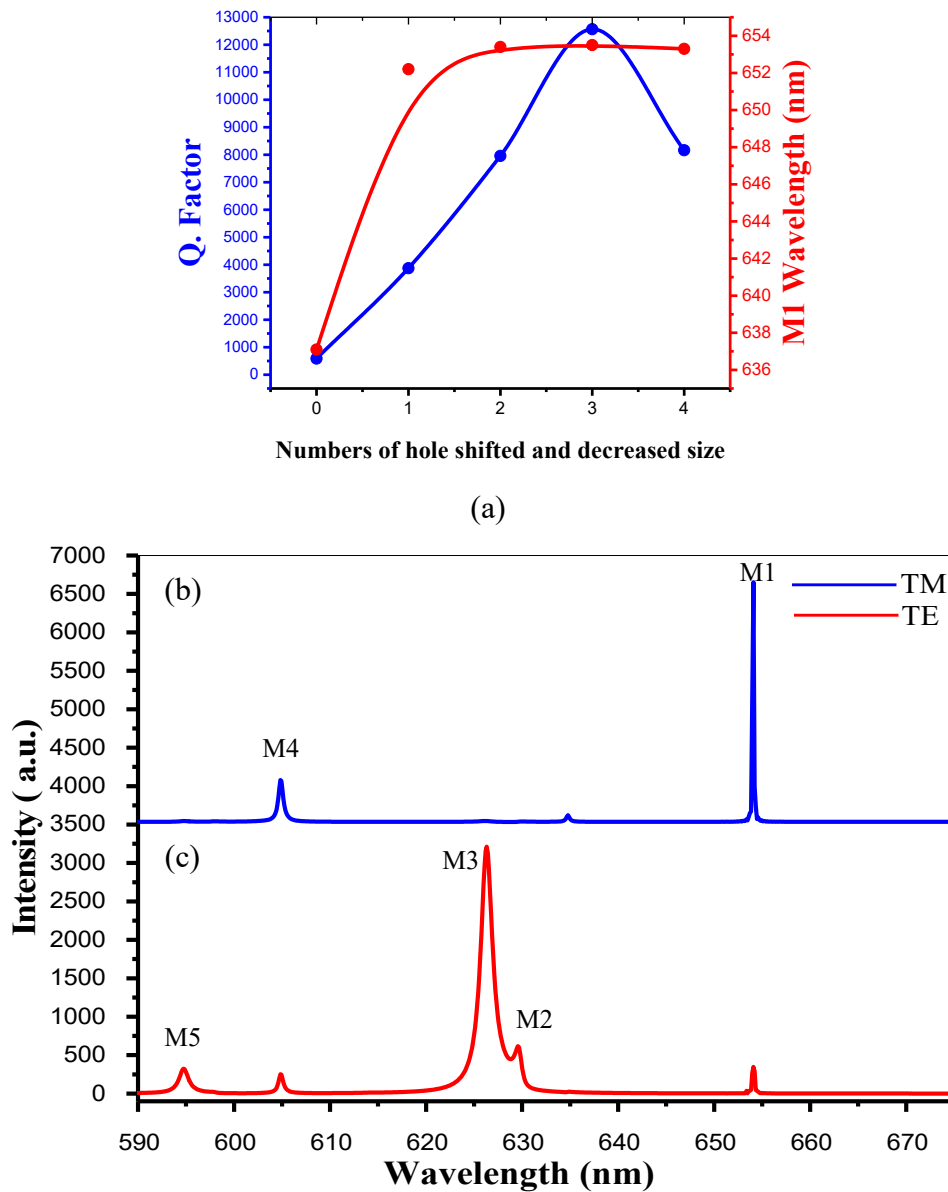 13000
12000
11000
10000
9000
8000
7000
6000
5000
4000
3000
2000
1000
0
Q. Factor
654
652
650
648
646
644
642
640
638
636
M1 Wavelength (nm)
0 1 2 3 4
Numbers of hole shifted and decreased size
(a)
7000
6500
6000
5500
5000
4500
4000
3500
3000
2500
2000
1500
1000
500
0
Intensity ( a.u.)
(b)
M4
M1
TM
TE
(c)
M3
M2
M5
590 600 610 620 630 640 650 660 670
Wavelength (nm)